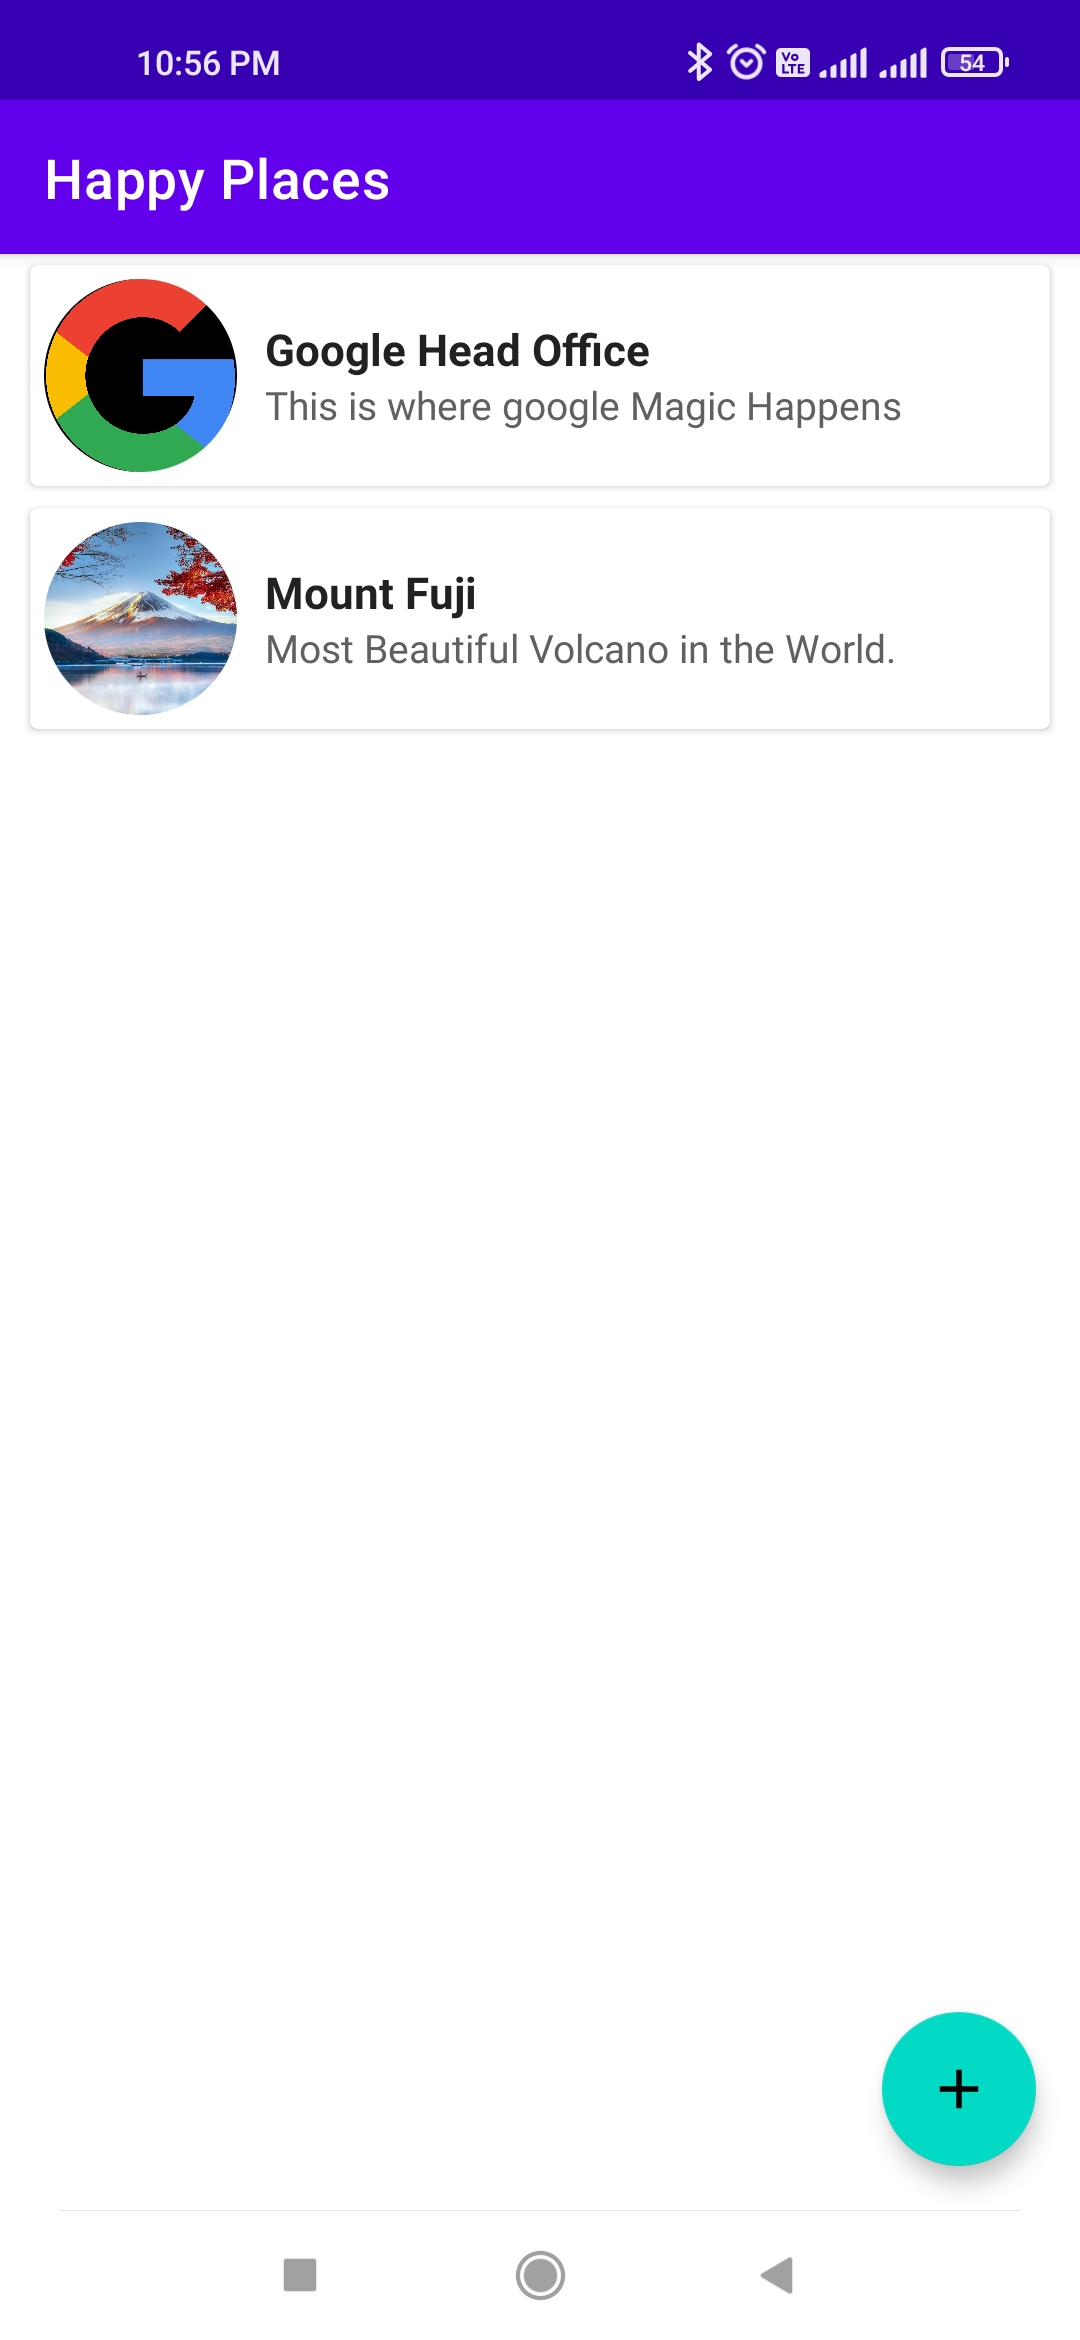 10:56 PM Vo LTE 54
Happy Places
Google Head Office
This is where google Magic Happens
Mount Fuji
Most Beautiful Volcano in the World.